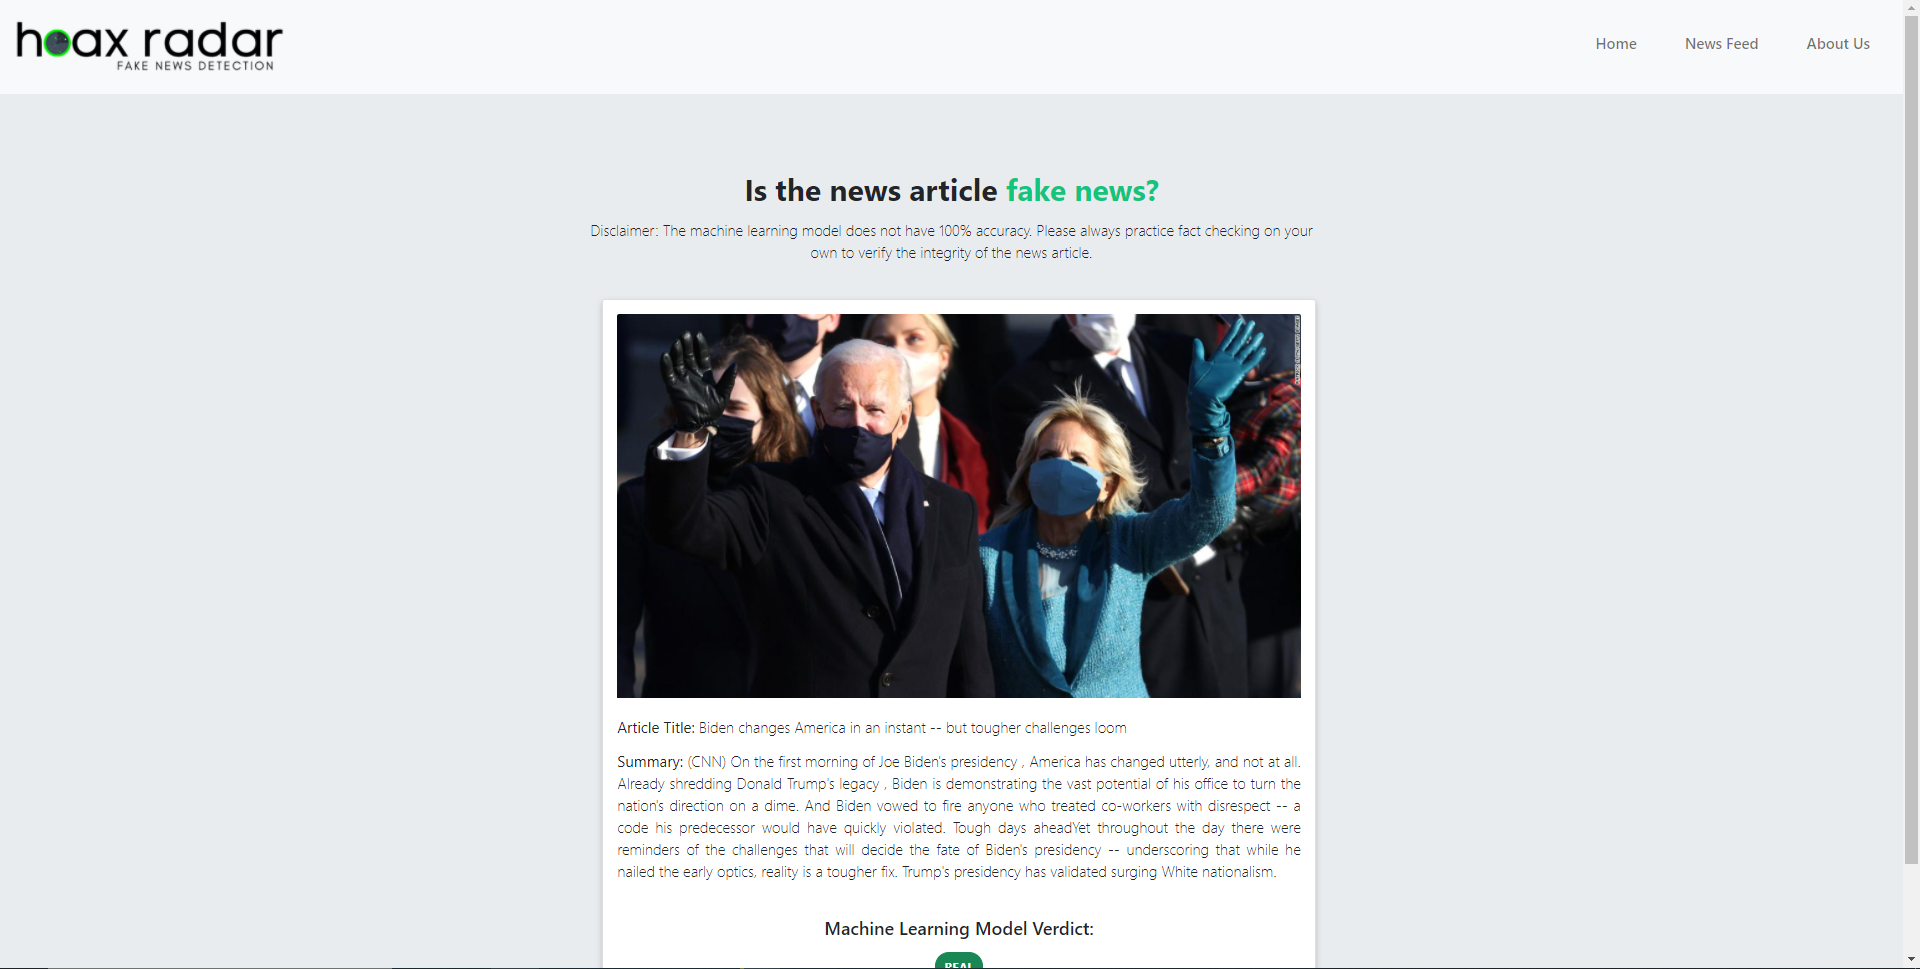 hoax radar
FAKE NEWS DETECTION
Home
News Feed
About Us
Is the news article fake news?
Disclaimer: The machine learning model does not have 100% accuracy. Please always practice fact checking on your
own to verify the integrity of the news article.
Article Title: Biden changes America in an instant -- but tougher challenges loom
Summary: (CNN) On the first morning of Joe Biden's presidency , America has changed utterly, and not at all.
Already shredding Donald Trump's legacy , Biden is demonstrating the vast potential of his office to turn the
nation's direction on a dime. And Biden vowed to fire anyone who treated co-workers with disrespect -- a
code his predecessor would have quickly violated. Tough days aheadYet throughout the day there were
reminders of the challenges that will decide the fate of Biden's presidency -- underscoring that while he
nailed the early optics, reality is a tougher fix. Trump's presidency has validated surging White nationalism.
Machine Learning Model Verdict:
REAL